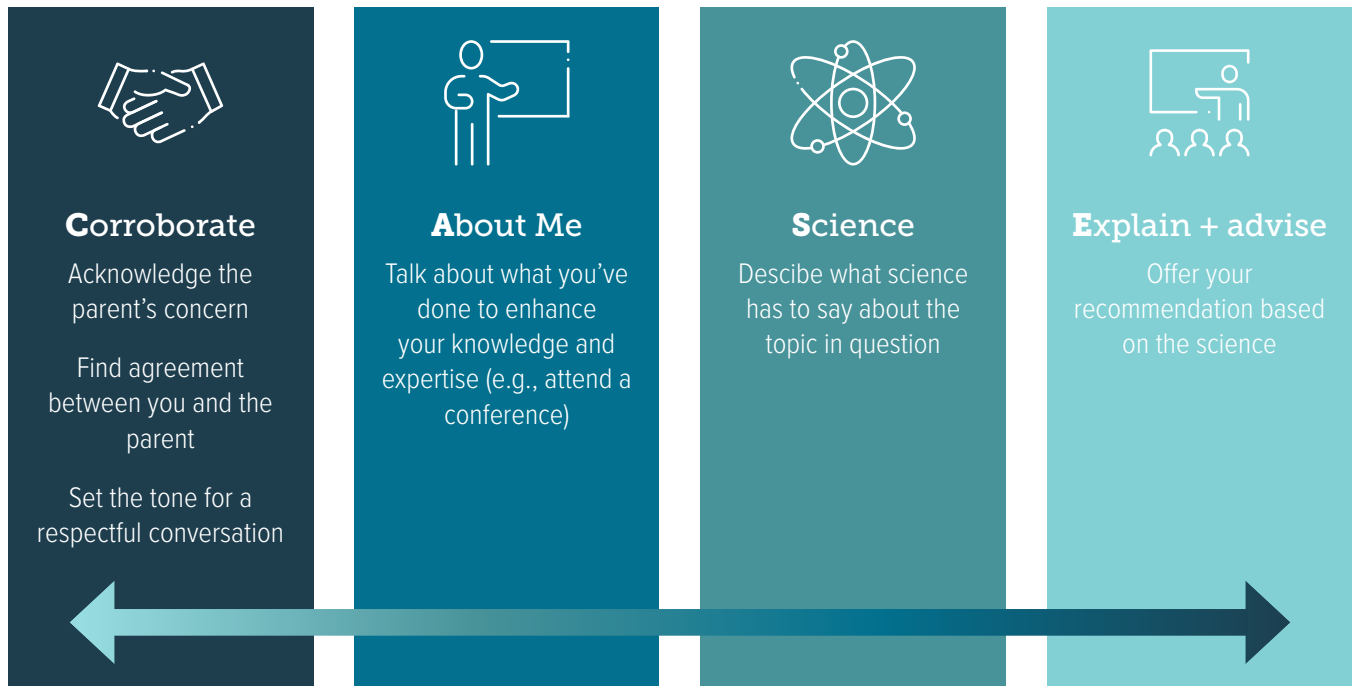 Corroborate
Acknowledge the
parent's concern
Find agreement
between you and the
parent
Set the tone for a
respectful conversation
About Me
Talk about what you've
done to enhance
your knowledge and
expertise (e.g., attend a
conference)
Science
Descibe what science
has to say about the
topic in question
Explain + advise
Offer your
recommendation based
on the science